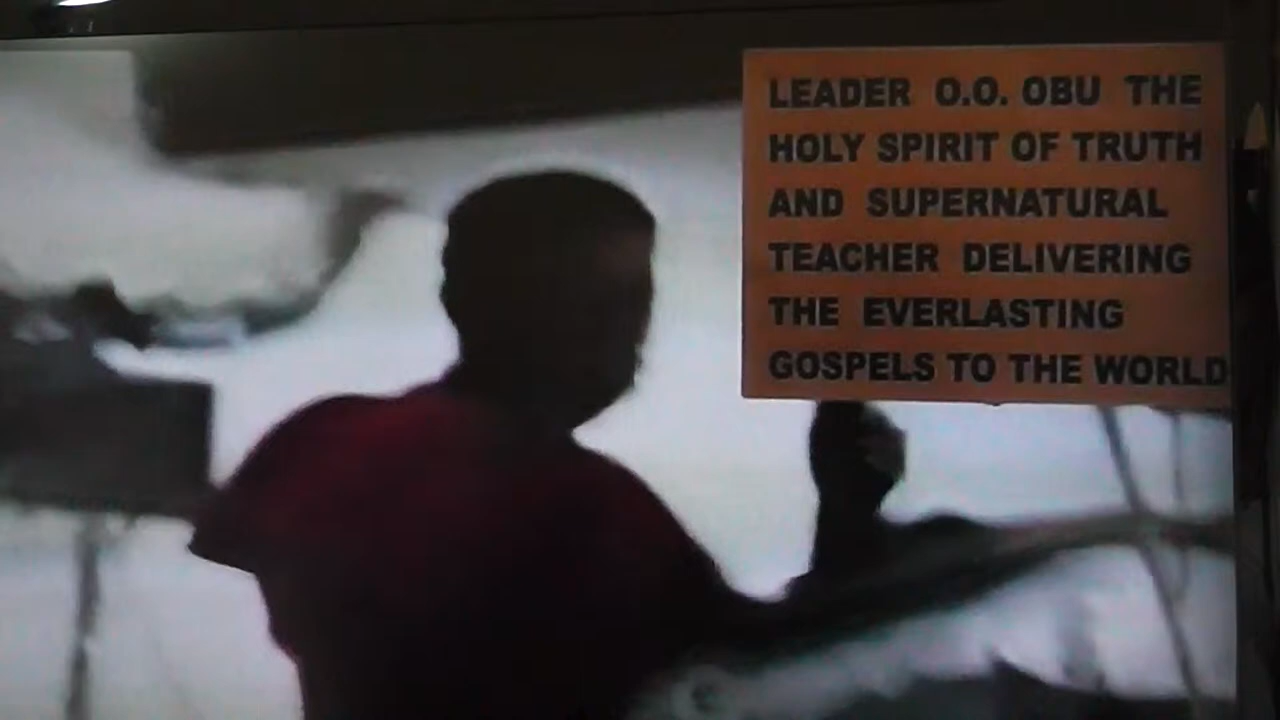 LEADER O.O. OBU THE
HOLY SPIRIT OF TRUTH
AND SUPERNATURAL
TEACHER DELIVERING
THE EVERLASTING
GOSPELS TO THE WORLD